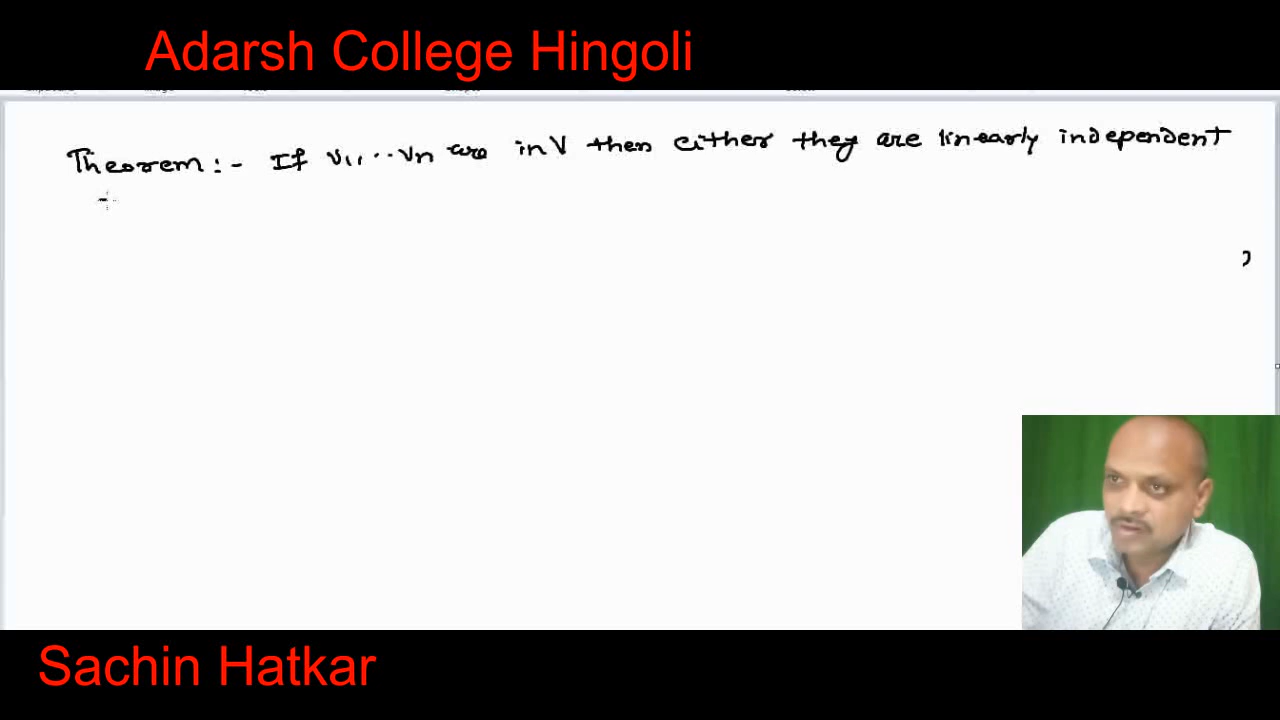 Adarsh College Hingoli
Theorem:- If v1,...vn are in V then either they are linearly independent
Sachin Hatkar